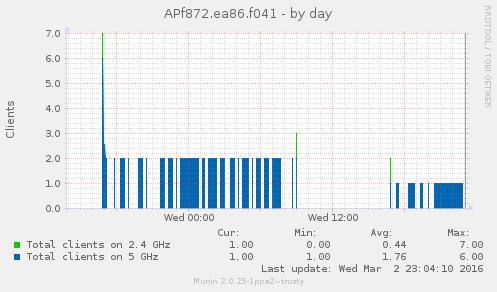 APf872.ea86.f041 - by day
RRDTOOL / TOBI OETIKER
Clients
7.0
6.0
5.0
4.0
3.0
2.0
1.0
0.0
Wed 00:00 Wed 12:00
Cur: Min: Avg: Max:
Total clients on 2.4 GHz 1.00 0.00 0.44 7.00
Total clients on 5 GHz 1.00 1.00 1.76 6.00
Last update: Wed Mar 2 23:04:10 2016
Munin 2.0.25-1ppa2~trusty